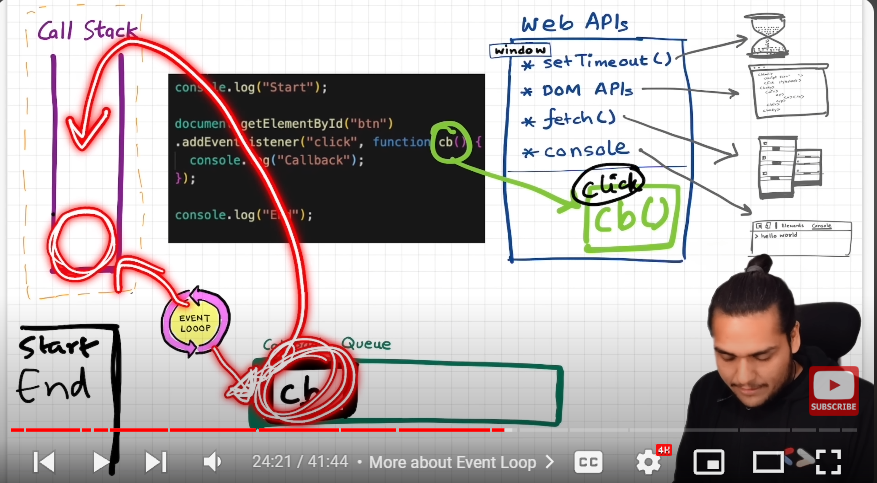 Call Stack
console.log("Start");
document.getElementById("btn")
.addEventListener("click", function cb() {
console.log("Callback");
});
console.log("End");
Web APIs
window
* setTimeout()
* DOM APIs
* fetch()
* console
click
cb()
Elements Console
> hello world
EVENT
LOOOP
Start
End
Queue
cb
SUBSCRIBE
24:21 / 41:44 • More about Event Loop >
CC
4K